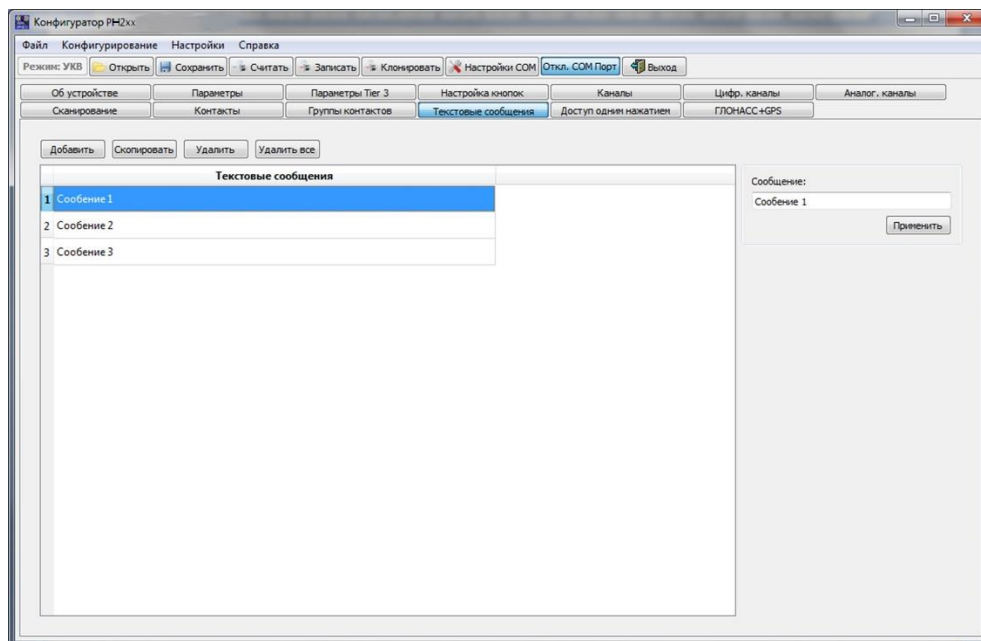 Конфигуратор РН2xx
Файл Конфигурирование Настройки Справка
Режим: УКВ Открыть Сохранить Считать Записать Клонировать Настройки COM Откл. COM Порт Выход
Об устройстве Параметры Параметры Tier 3 Настройка кнопок Каналы Цифр. каналы Аналог. каналы
Сканирование Контакты Группы контактов Текстовые сообщения Доступ одним нажатием ГЛОНАСС+GPS
Добавить Скопировать Удалить Удалить все
Текстовые сообщения
Сообщение:
1 Сообение 1
Сообение 1
2 Сообение 2
Применить
3 Сообение 3